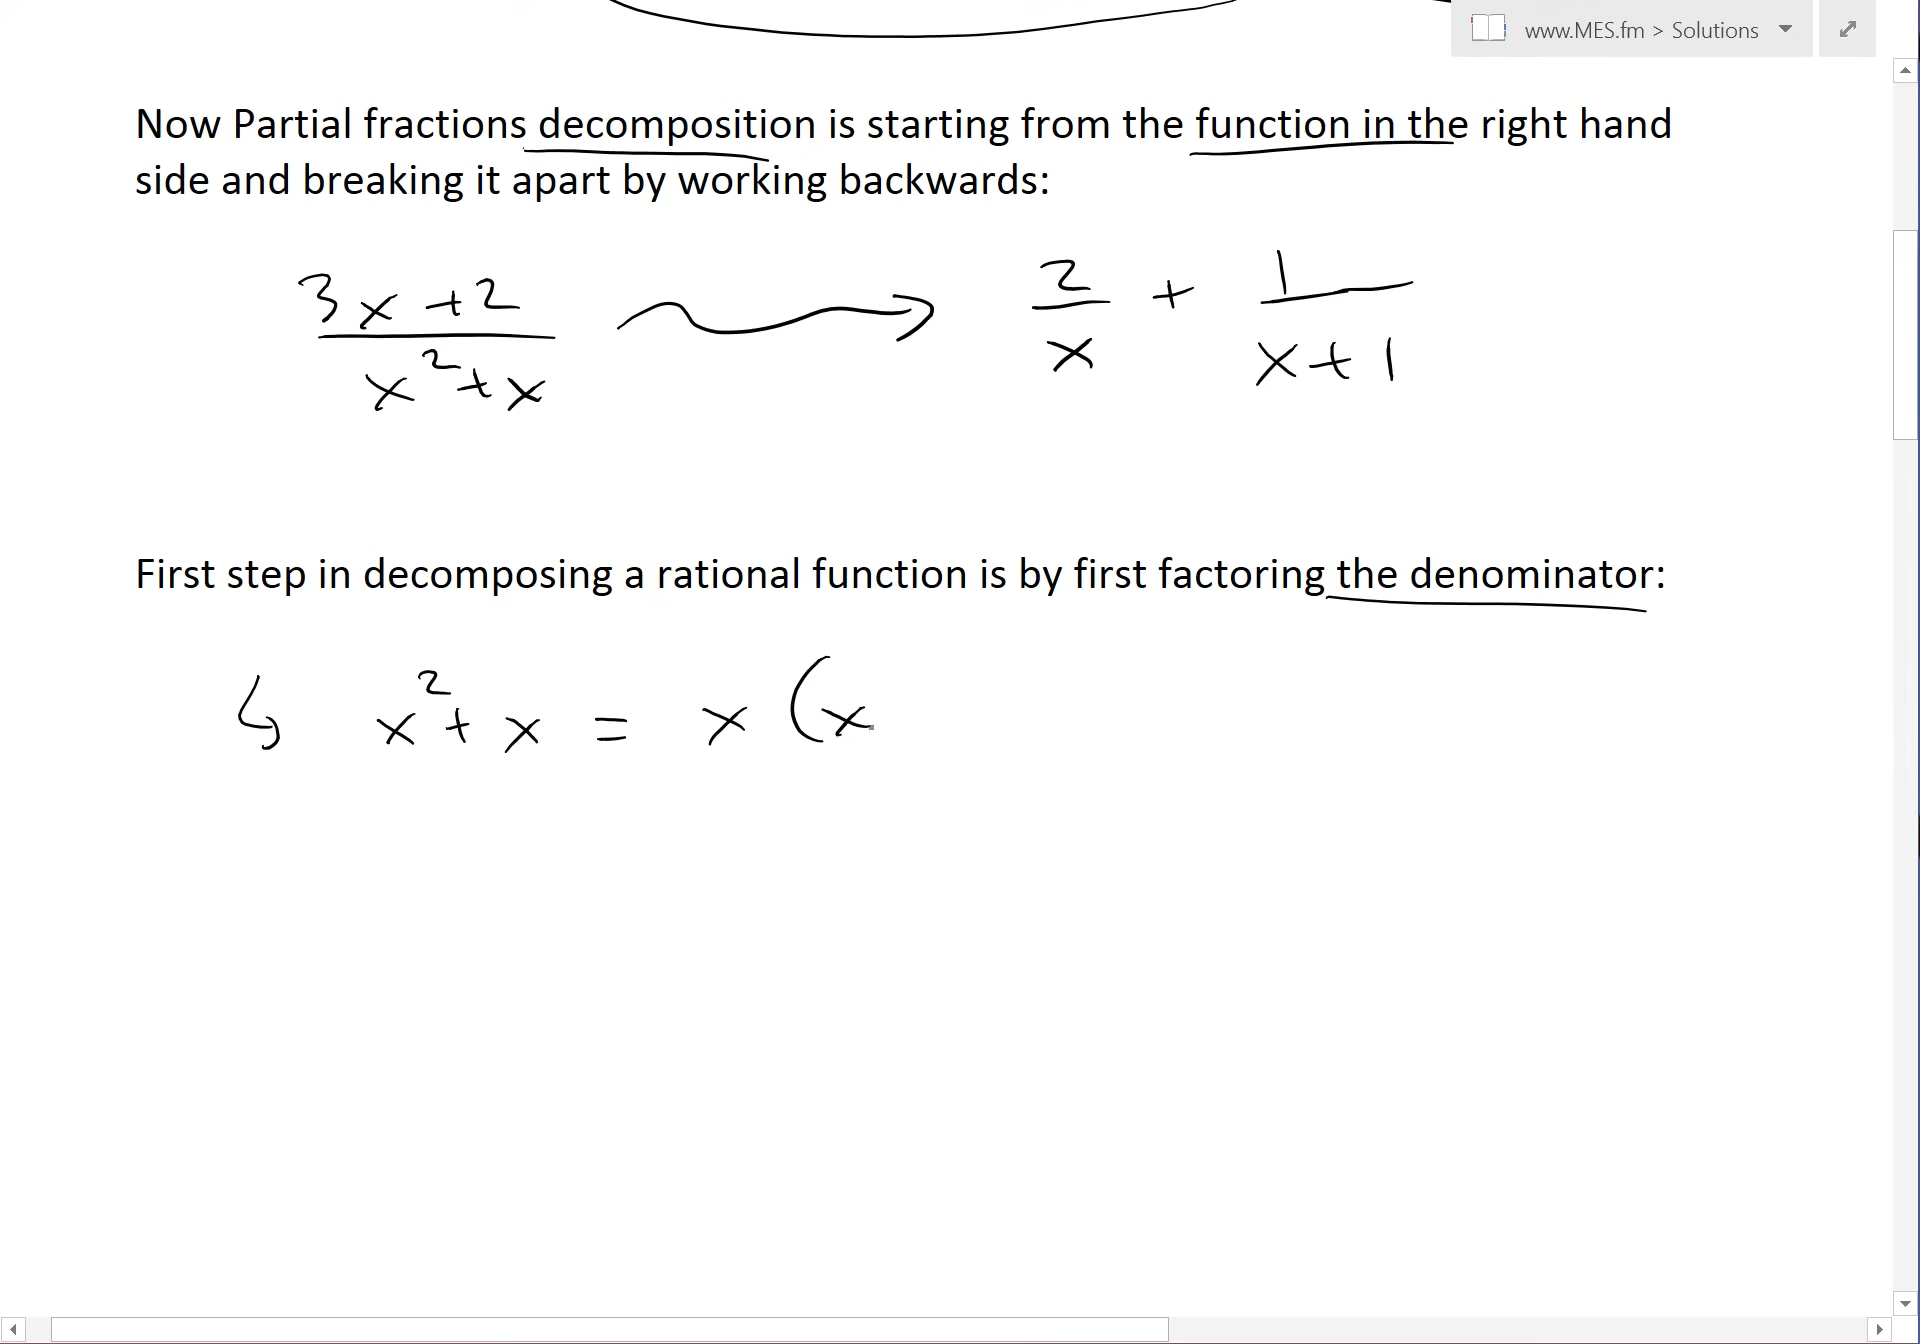 www.MES.fm > Solutions
Now Partial fractions decomposition is starting from the function in the right hand
side and breaking it apart by working backwards:
3x + 2 2 1
——— → — + ———
x² + x x x + 1
First step in decomposing a rational function is by first factoring the denominator:
↳ x² + x = x (x